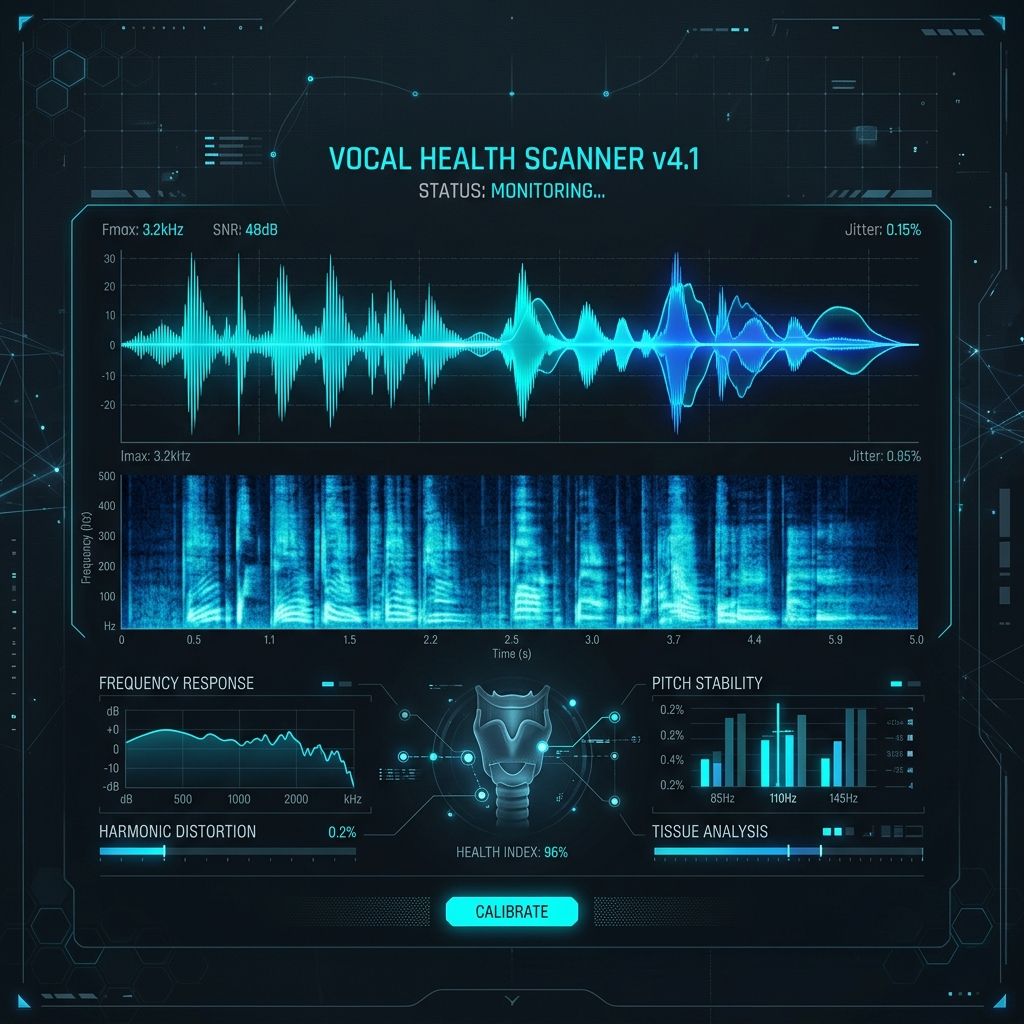 VOCAL HEALTH SCANNER v4.1
STATUS: MONITORING...
Fmox: 3.2kHz SNR: 48dB Jitter: 0.15%
30
20
10
0
-10
-20
Imax: 3.2kHz Jitter: 0.85%
500
400
300
200
100
Hz
Frequency
0 0.5 1.1 1.5 2.2 2.5 3.0 3.7 4.4 5.9 5.0
Time (s)
FREQUENCY RESPONSE
dB
+0
0
-10
-dB
dB 500 1000 2000 kHz
HARMONIC DISTORTION 0.2%
HEALTH INDEX: 96%
PITCH STABILITY
0.2%
0.2%
0.4%
0.2%
85Hz 110Hz 145Hz
TISSUE ANALYSIS
CALIBRATE